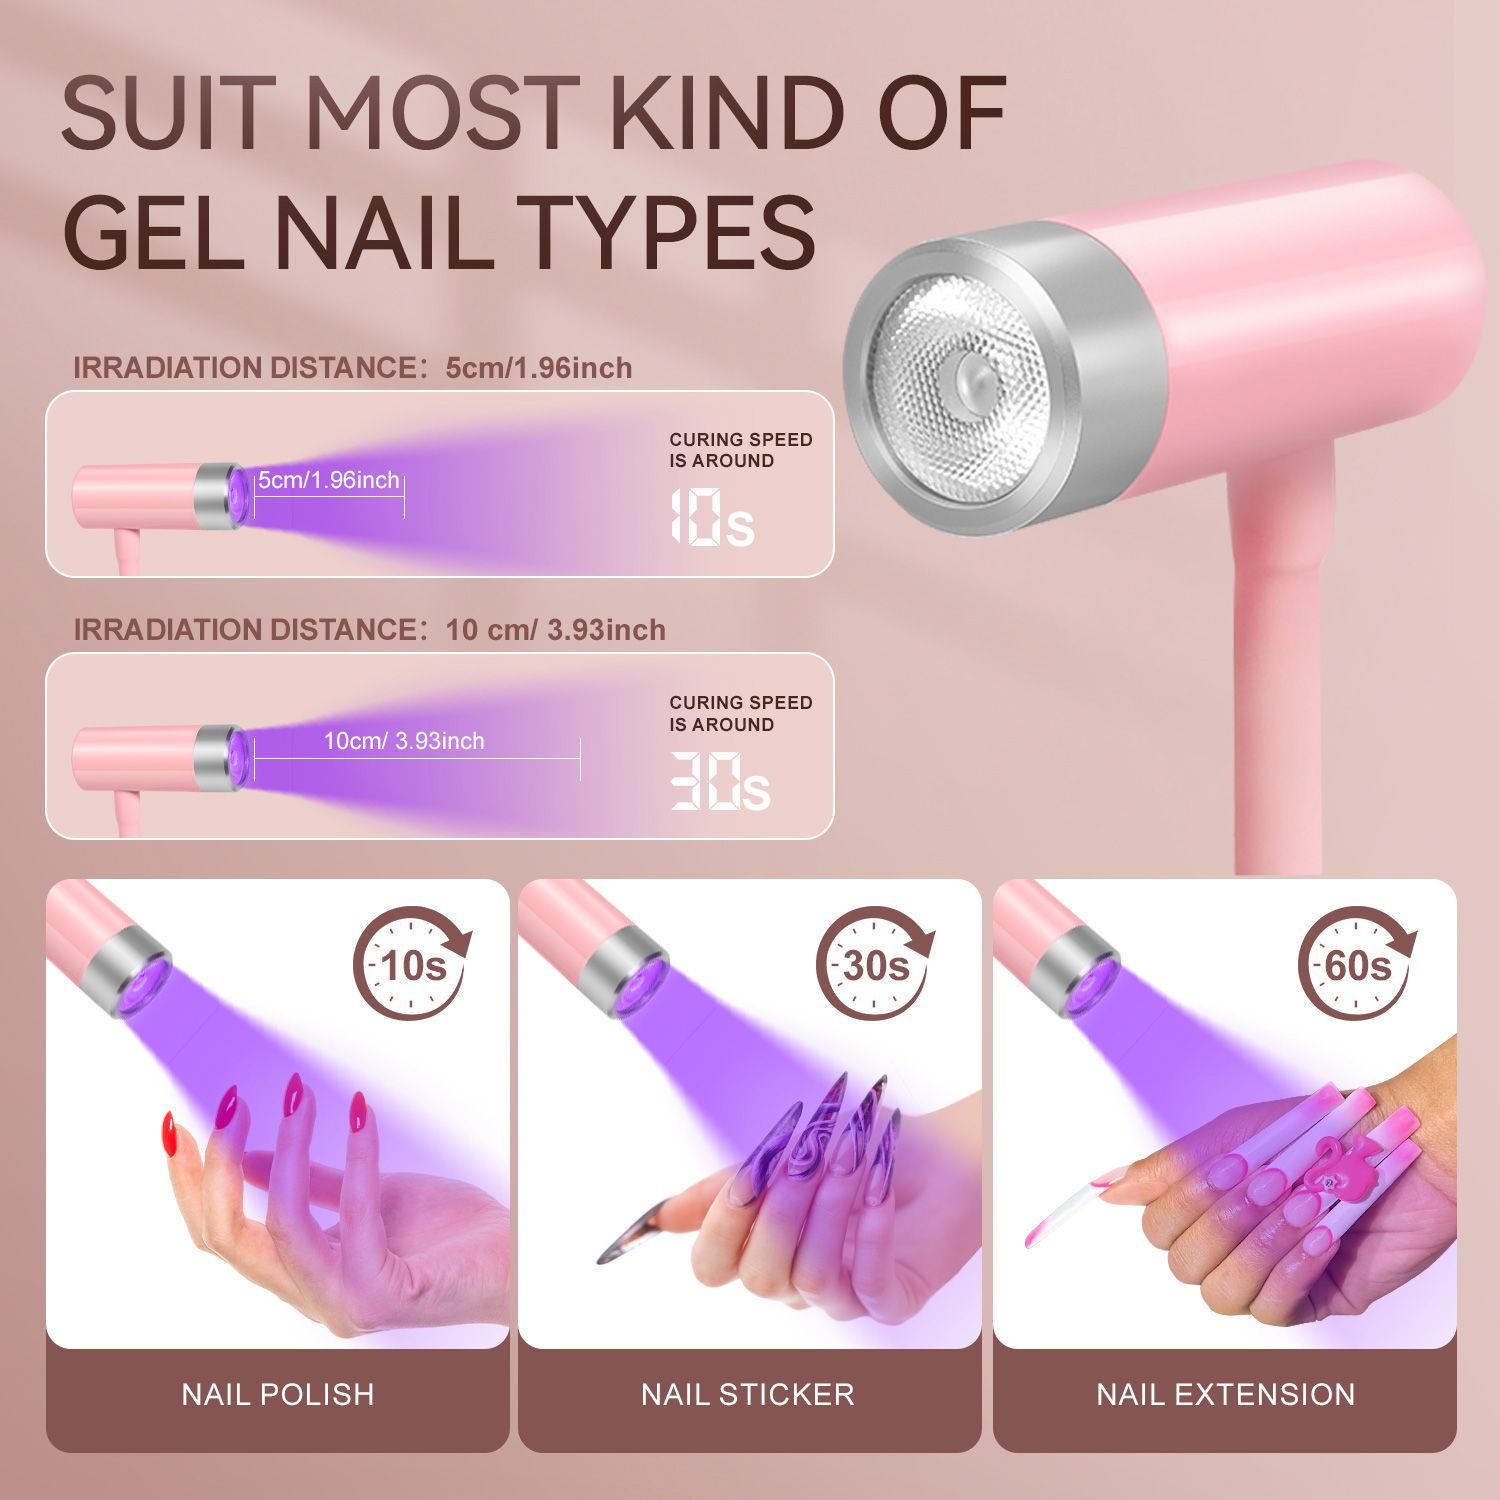 SUIT MOST KIND OF
GEL NAIL TYPES
IRRADIATION DISTANCE: 5cm/1.96inch
5cm/1.96inch
CURING SPEED
IS AROUND
10s
IRRADIATION DISTANCE: 10 cm/ 3.93inch
10cm/ 3.93inch
CURING SPEED
IS AROUND
30s
10s
30s
60s
NAIL POLISH
NAIL STICKER
NAIL EXTENSION